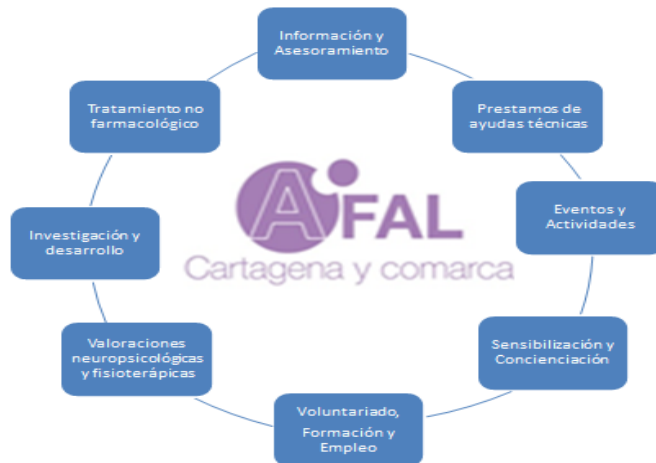 Información y
Asesoramiento
Prestamos de
ayudas técnicas
Eventos y
Actividades
Sensibilización y
Concienciación
Voluntariado,
Formación y
Empleo
Valoraciones
neuropsicológicas
y fisioterápicas
Investigación y
desarrollo
Tratamiento no
farmacológico
AFAL
Cartagena y comarca